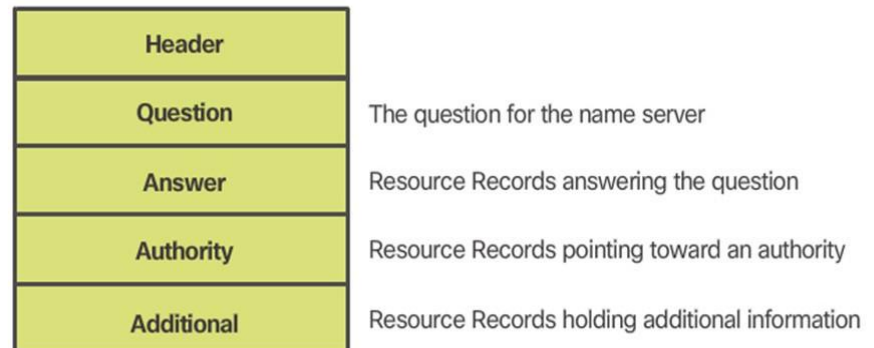 Header
Question The question for the name server
Answer Resource Records answering the question
Authority Resource Records pointing toward an authority
Additional Resource Records holding additional information